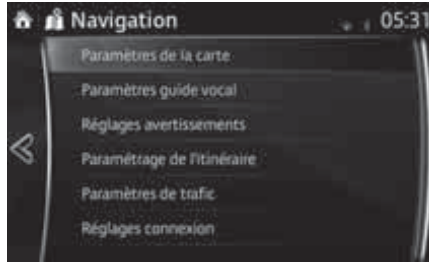 Navigation 05:31
Paramètres de la carte
Paramètres guide vocal
Réglages avertissements
Paramétrage de l'itinéraire
Paramètres de trafic
Réglages connexion